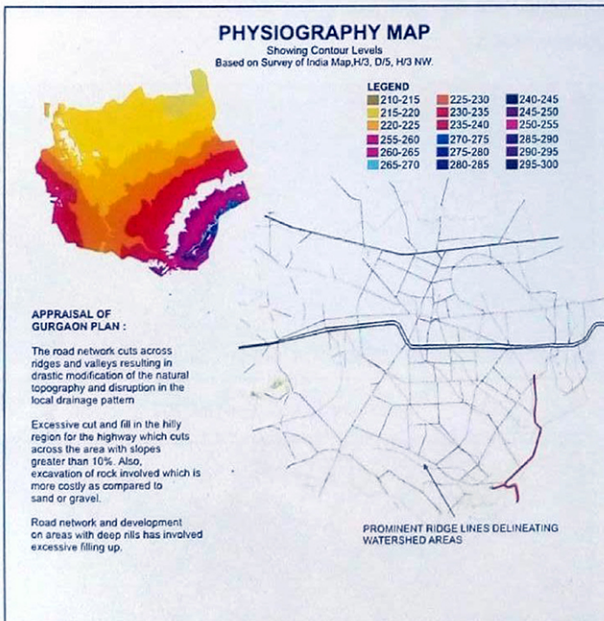 PHYSIOGRAPHY MAP
Showing Contour Levels
Based on Survey of India Map,H/3, D/5, H/3 NW.
LEGEND
210-215 225-230 240-245
215-220 230-235 245-250
220-225 235-240 250-255
255-260 270-275 285-290
260-265 275-280 290-295
265-270 280-285 295-300
APPRAISAL OF
GURGAON PLAN :
The road network cuts across
ridges and valleys resulting in
drastic modification of the natural
topography and disruption in the
local drainage pattern
Excessive cut and fill in the hilly
region for the highway which cuts
across the area with slopes
greater than 10%. Also,
excavation of rock involved which is
more costly as compared to
sand or gravel.
Road network and development
on areas with deep rills has involved
excessive filling up.
PROMINENT RIDGE LINES DELINEATING
WATERSHED AREAS